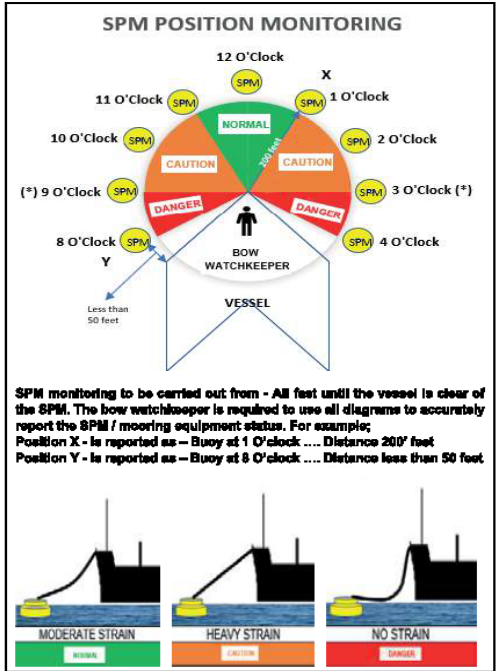 SPM POSITION MONITORING
12 O'Clock
X
SPM
11 O'Clock
SPM
SPM
1 O'Clock
NORMAL
200 feet
10 O'Clock
SPM
SPM
2 O'Clock
CAUTION
CAUTION
(*) 9 O'Clock
SPM
SPM
3 O'Clock (*)
DANGER
DANGER
8 O'Clock
SPM
SPM
4 O'Clock
Y
BOW
WATCHKEEPER
Less than
50 feet
VESSEL
SPM monitoring to be carried out from - All fast until the vessel is clear of
the SPM. The bow watchkeeper is required to use all diagrams to accurately
report the SPM / mooring equipment status. For example;
Position X - Is reported as – Buoy at 1 O'clock .... Distance 200' feet
Position Y - Is reported as – Buoy at 8 O'clock .... Distance less than 50 feet
MODERATE STRAIN
HEAVY STRAIN
NO STRAIN
NORMAL
CAUTION
DANGER